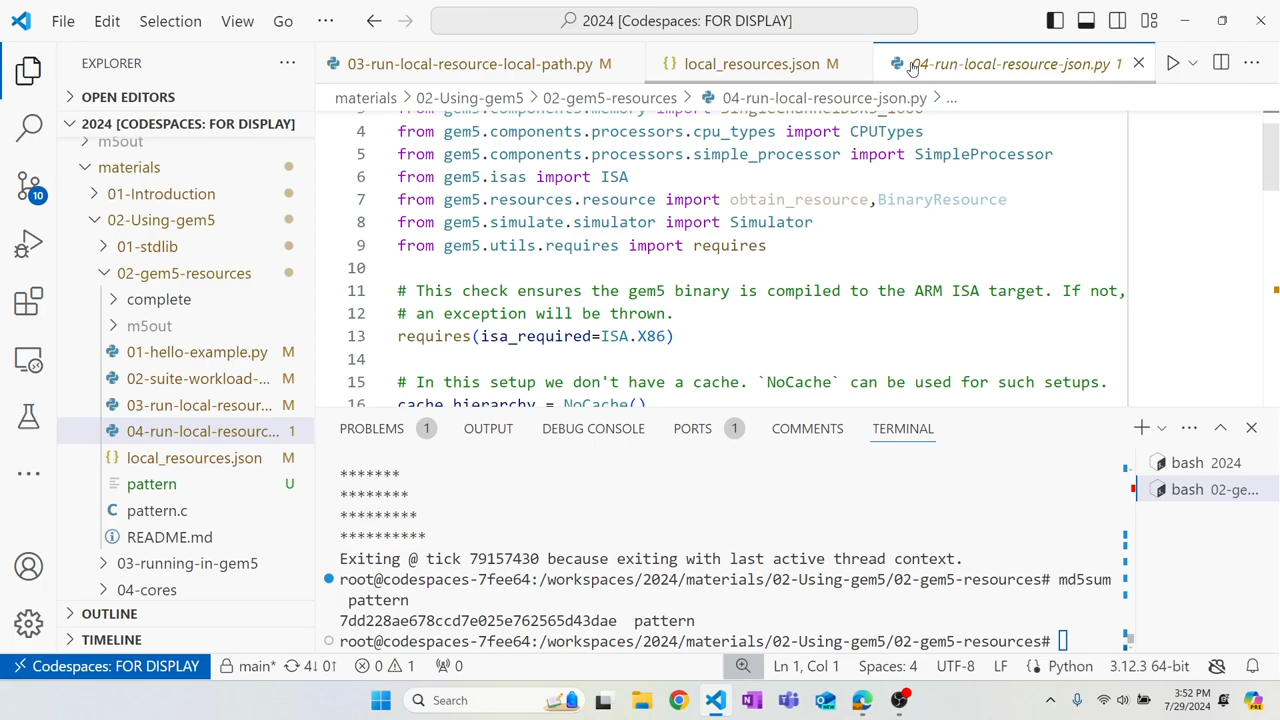 File Edit Selection View Go ··· 2024 [Codespaces: FOR DISPLAY]
EXPLORER
OPEN EDITORS
2024 [CODESPACES: FOR DISPLAY]
m5out
materials
01-Introduction
02-Using-gem5
01-stdlib
02-gem5-resources
complete
m5out
01-hello-example.py M
02-suite-workload-... M
03-run-local-resour... M
04-run-local-resourc... 1
local_resources.json M
pattern U
pattern.c
README.md
03-running-in-gem5
04-cores
OUTLINE
TIMELINE
03-run-local-resource-local-path.py M
local_resources.json M
04-run-local-resource-json.py 1
materials > 02-Using-gem5 > 02-gem5-resources > 04-run-local-resource-json.py > ...
4 from gem5.components.processors.cpu_types import CPUTypes
5 from gem5.components.processors.simple_processor import SimpleProcessor
6 from gem5.isas import ISA
7 from gem5.resources.resource import obtain_resource,BinaryResource
8 from gem5.simulate.simulator import Simulator
9 from gem5.utils.requires import requires
10
11 # This check ensures the gem5 binary is compiled to the ARM ISA target. If not,
12 # an exception will be thrown.
13 requires(isa_required=ISA.X86)
14
15 # In this setup we don't have a cache. `NoCache` can be used for such setups.
16 cache_hierarchy = NoCache()
PROBLEMS 1 OUTPUT DEBUG CONSOLE PORTS 1 COMMENTS TERMINAL
bash 2024
bash 02-ge...
*******
********
*********
**********
Exiting @ tick 79157430 because exiting with last active thread context.
root@codespaces-7fee64:/workspaces/2024/materials/02-Using-gem5/02-gem5-resources# md5sum
pattern
7dd228ae678ccd7e025e762565d43dae  pattern
root@codespaces-7fee64:/workspaces/2024/materials/02-Using-gem5/02-gem5-resources#
10
Codespaces: FOR DISPLAY main* 4↓ 0↑ 0 1 0 Ln 1, Col 1 Spaces: 4 UTF-8 LF Python 3.12.3 64-bit
Search
3:52 PM
7/29/2024